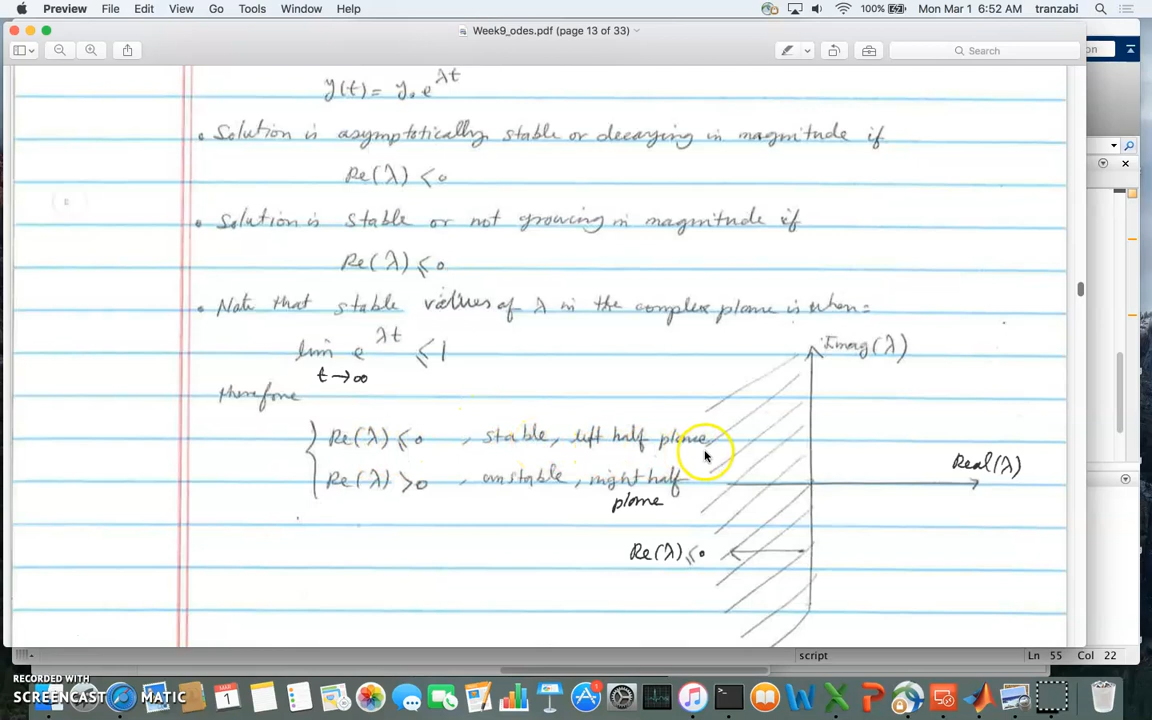 Preview File Edit View Go Tools Window Help 100% Mon Mar 1 6:52 AM tranzabi
Week9_odes.pdf (page 13 of 33)
Search
on
y(t) = y₀ e^λt
• Solution is asymptotically stable or decaying in magnitude if
Re(λ) < 0
• Solution is stable or not growing in magnitude if
Re(λ) ⩽ 0
• Note that stable values of λ in the complex plane is when:
lim e^λt ⩽ 1
t → ∞
Imag(λ)
therefore
Re(λ) ⩽ 0 , stable, left half plane
Real(λ)
Re(λ) > 0 , unstable, right half
plane
Re(λ) ⩽ 0
script Ln 55 Col 22
RECORDED WITH
SCREENCAST MATIC
1